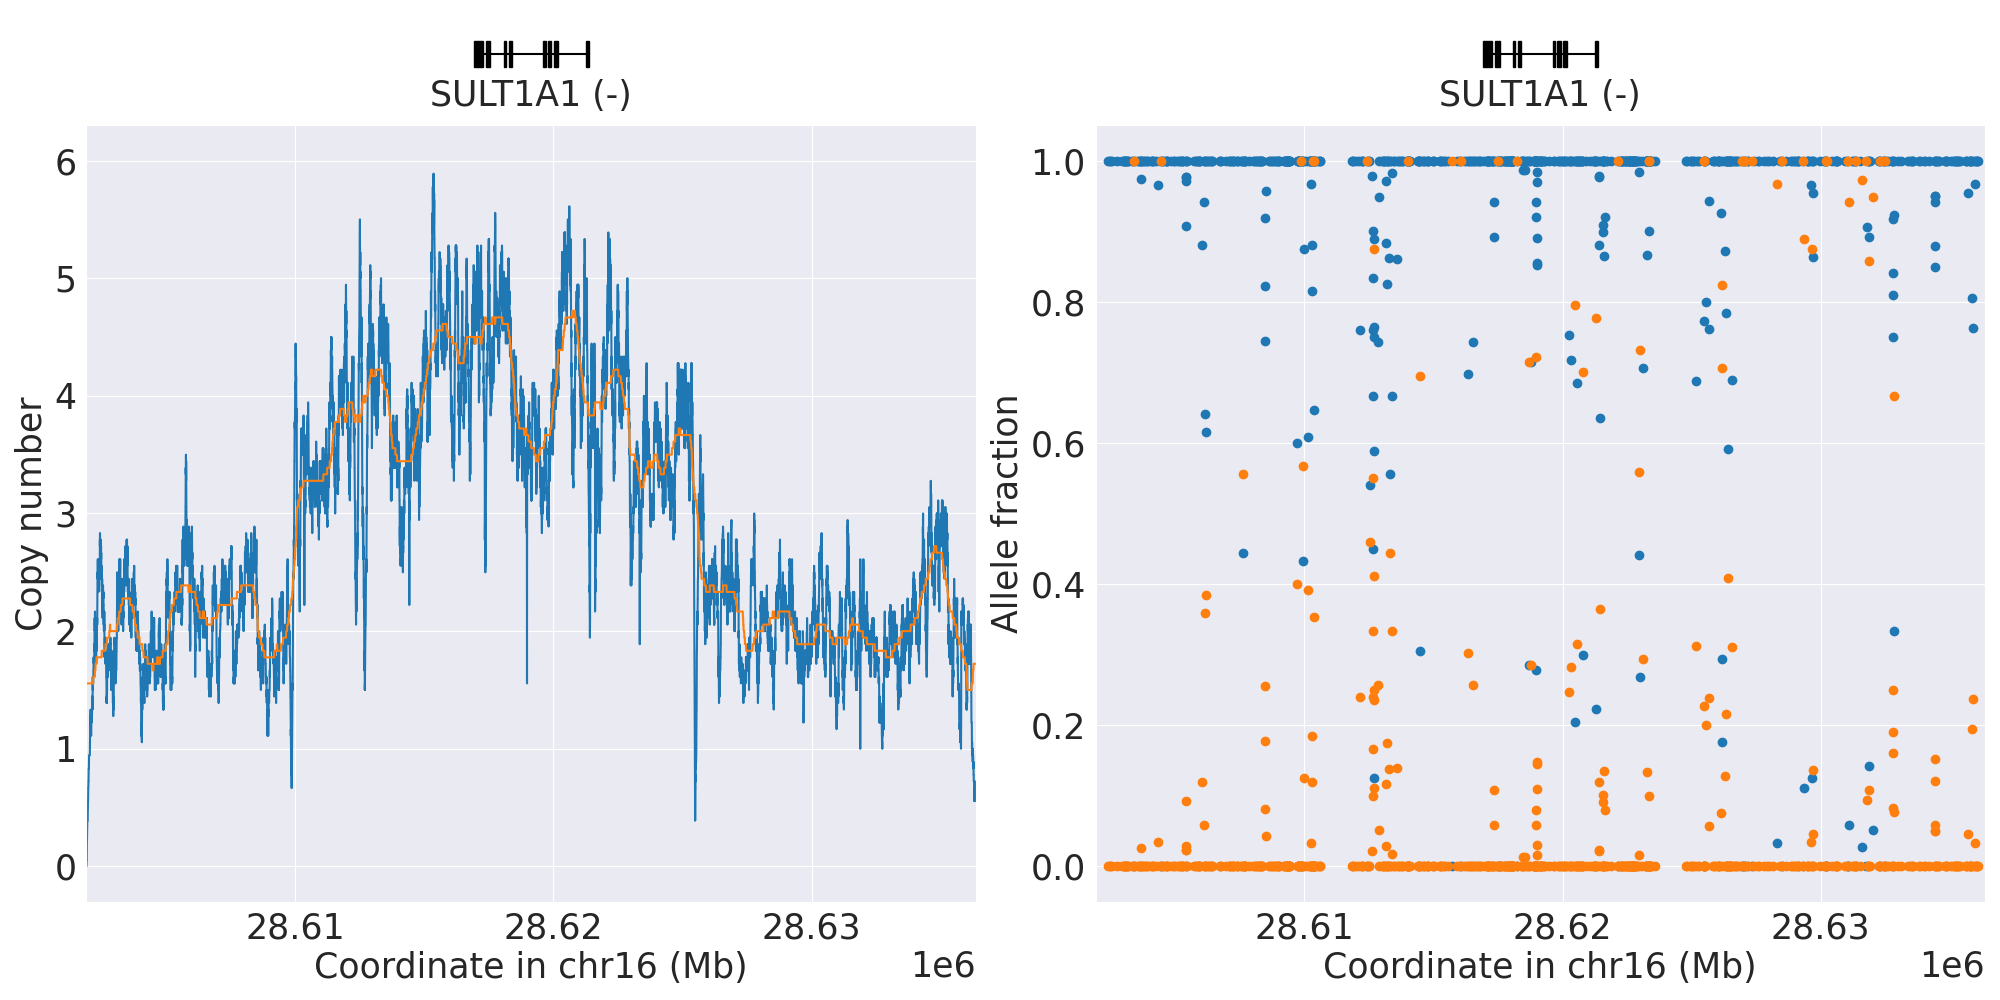 SULT1A1 (-)
6
5
4
3
2
1
0
Copy number
28.61
28.62
28.63
Coordinate in chr16 (Mb)
1e6
SULT1A1 (-)
1.0
0.8
0.6
0.4
0.2
0.0
Allele fraction
28.61
28.62
28.63
Coordinate in chr16 (Mb)
1e6